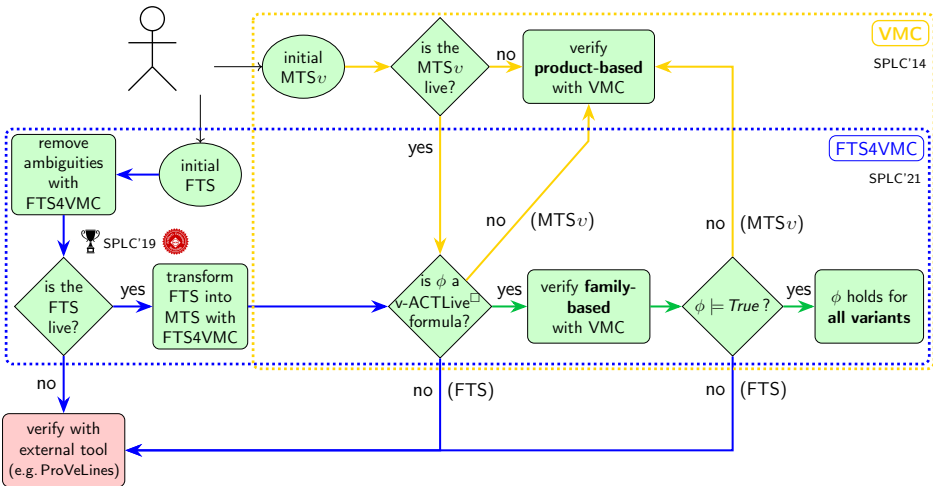 initial
MTSυ
is the
MTSυ
live?
no
verify
product-based
with VMC
VMC
SPLC'14
yes
remove
ambiguities
with
FTS4VMC
initial
FTS
FTS4VMC
SPLC'21
SPLC'19
no (MTSυ)
no (MTSυ)
is the
FTS
live?
yes
transform
FTS into
MTS with
FTS4VMC
is ϕ a
v-ACTLive□
formula?
yes
verify family-
based
with VMC
ϕ ⊨ True ?
yes
ϕ holds for
all variants
no
no (FTS)
no (FTS)
verify with
external tool
(e.g. ProVeLines)